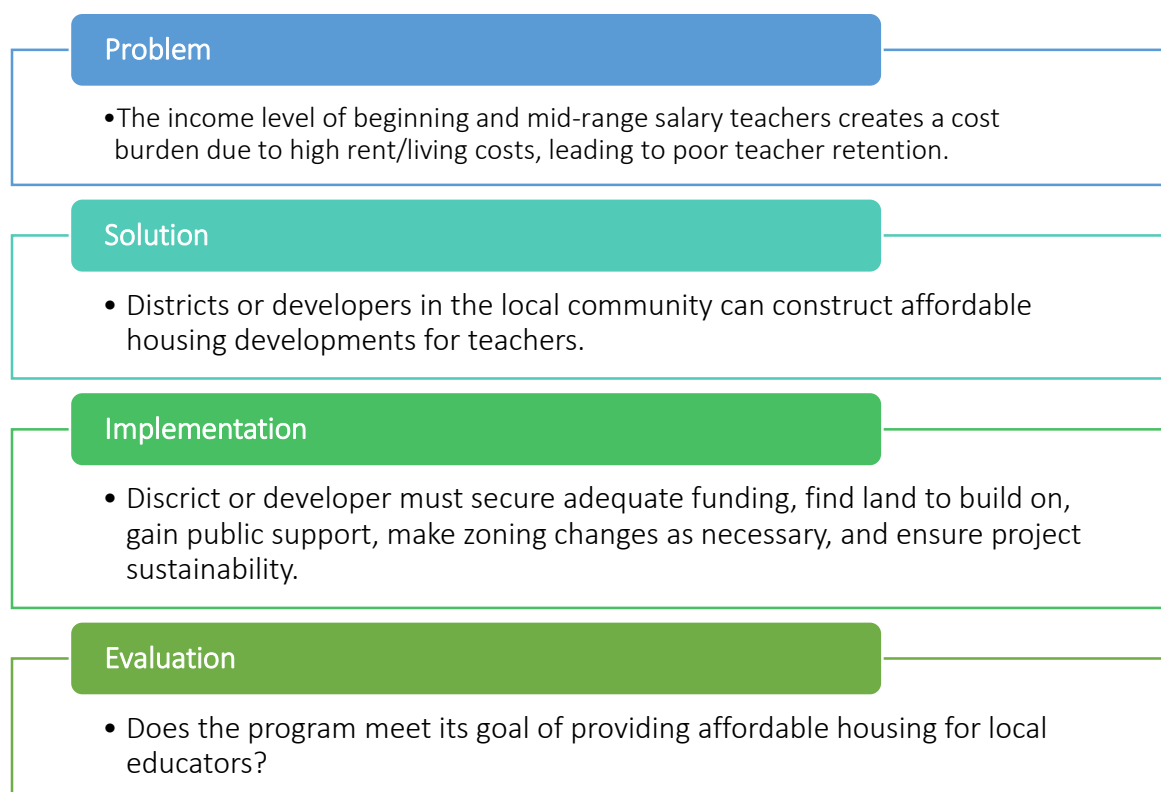 Problem
•The income level of beginning and mid-range salary teachers creates a cost
burden due to high rent/living costs, leading to poor teacher retention.
Solution
• Districts or developers in the local community can construct affordable
housing developments for teachers.
Implementation
• Discrict or developer must secure adequate funding, find land to build on,
gain public support, make zoning changes as necessary, and ensure project
sustainability.
Evaluation
• Does the program meet its goal of providing affordable housing for local
educators?